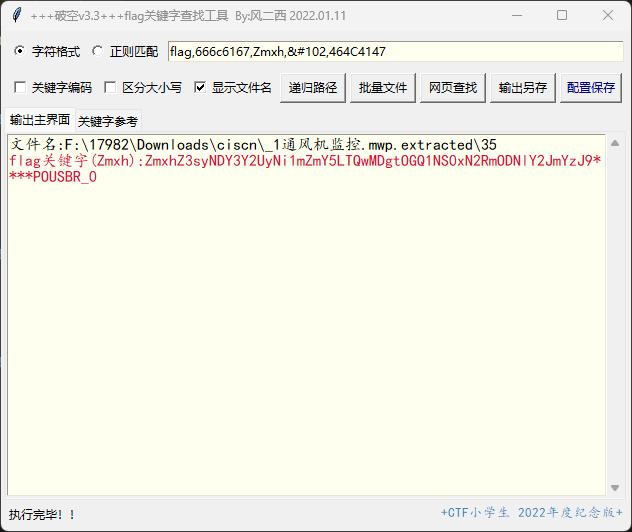 +++破空v3.3+++flag关键字查找工具 By:风二西 2022.01.11
字符格式 正则匹配 flag,666c6167,Zmxh,&#102,464C4147
关键字编码 区分大小写 显示文件名 递归路径 批量文件 网页查找 输出另存 配置保存
输出主界面 关键字参考
文件名:F:\17982\Downloads\ciscn\_1通风机监控.mwp.extracted\35
flag关键字(Zmxh):ZmxhZ3syNDY3Y2UyNi1mZmY5LTQwMDgtOGQ1NS0xN2RmODNlY2JmYzJ9*
***POUSBR_0
执行完毕！！
+CTF小学生 2022年度纪念版+